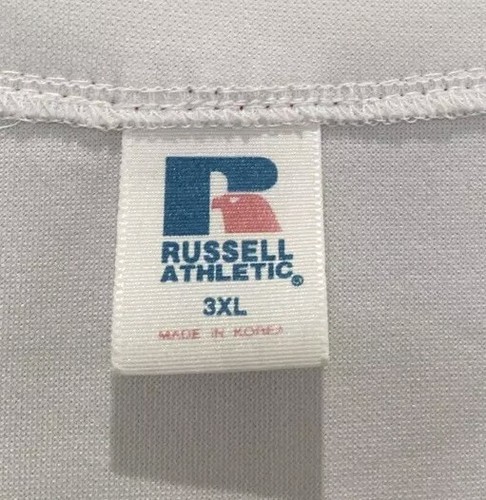 R
RUSSELL
ATHLETIC®
3XL
MADE IN KOREA